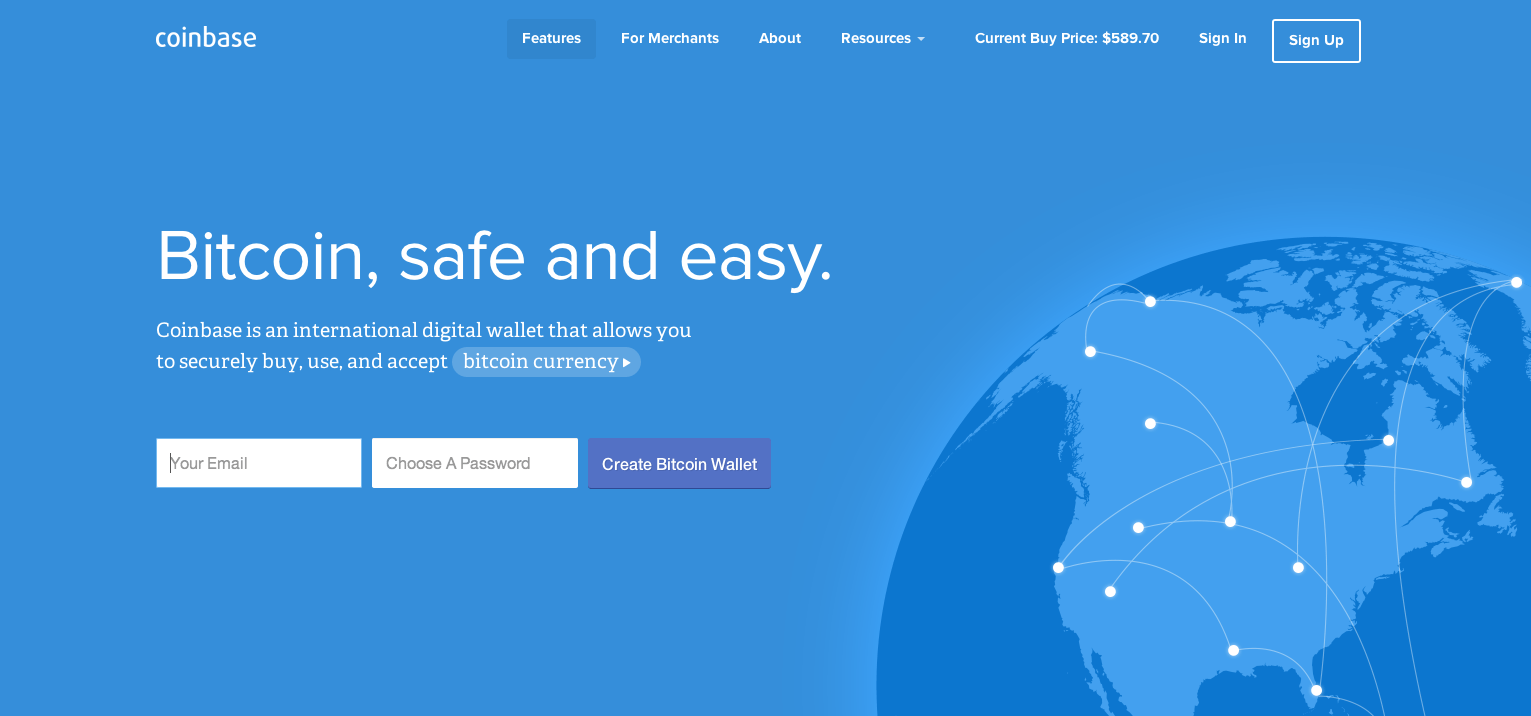 coinbase
Features
For Merchants
About
Resources
Current Buy Price: $589.70
Sign In
Sign Up
Bitcoin, safe and easy.
Coinbase is an international digital wallet that allows you
to securely buy, use, and accept bitcoin currency
Your Email
Choose A Password
Create Bitcoin Wallet